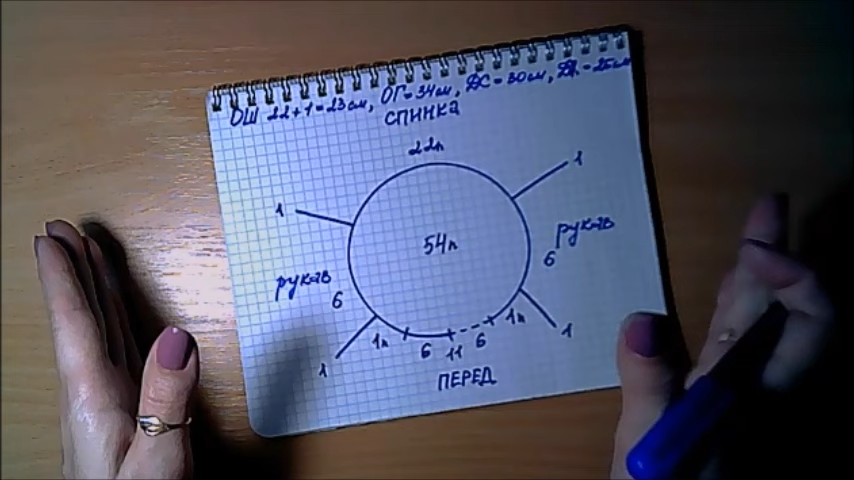 ОШ 22+1=23см, ОГ=34см, ДС=30см, ДР=25см
СПИНКА
22п
1
1
54п
рукав
6
рукав
6
1
1п
6
11
6
1п
1
ПЕРЕД